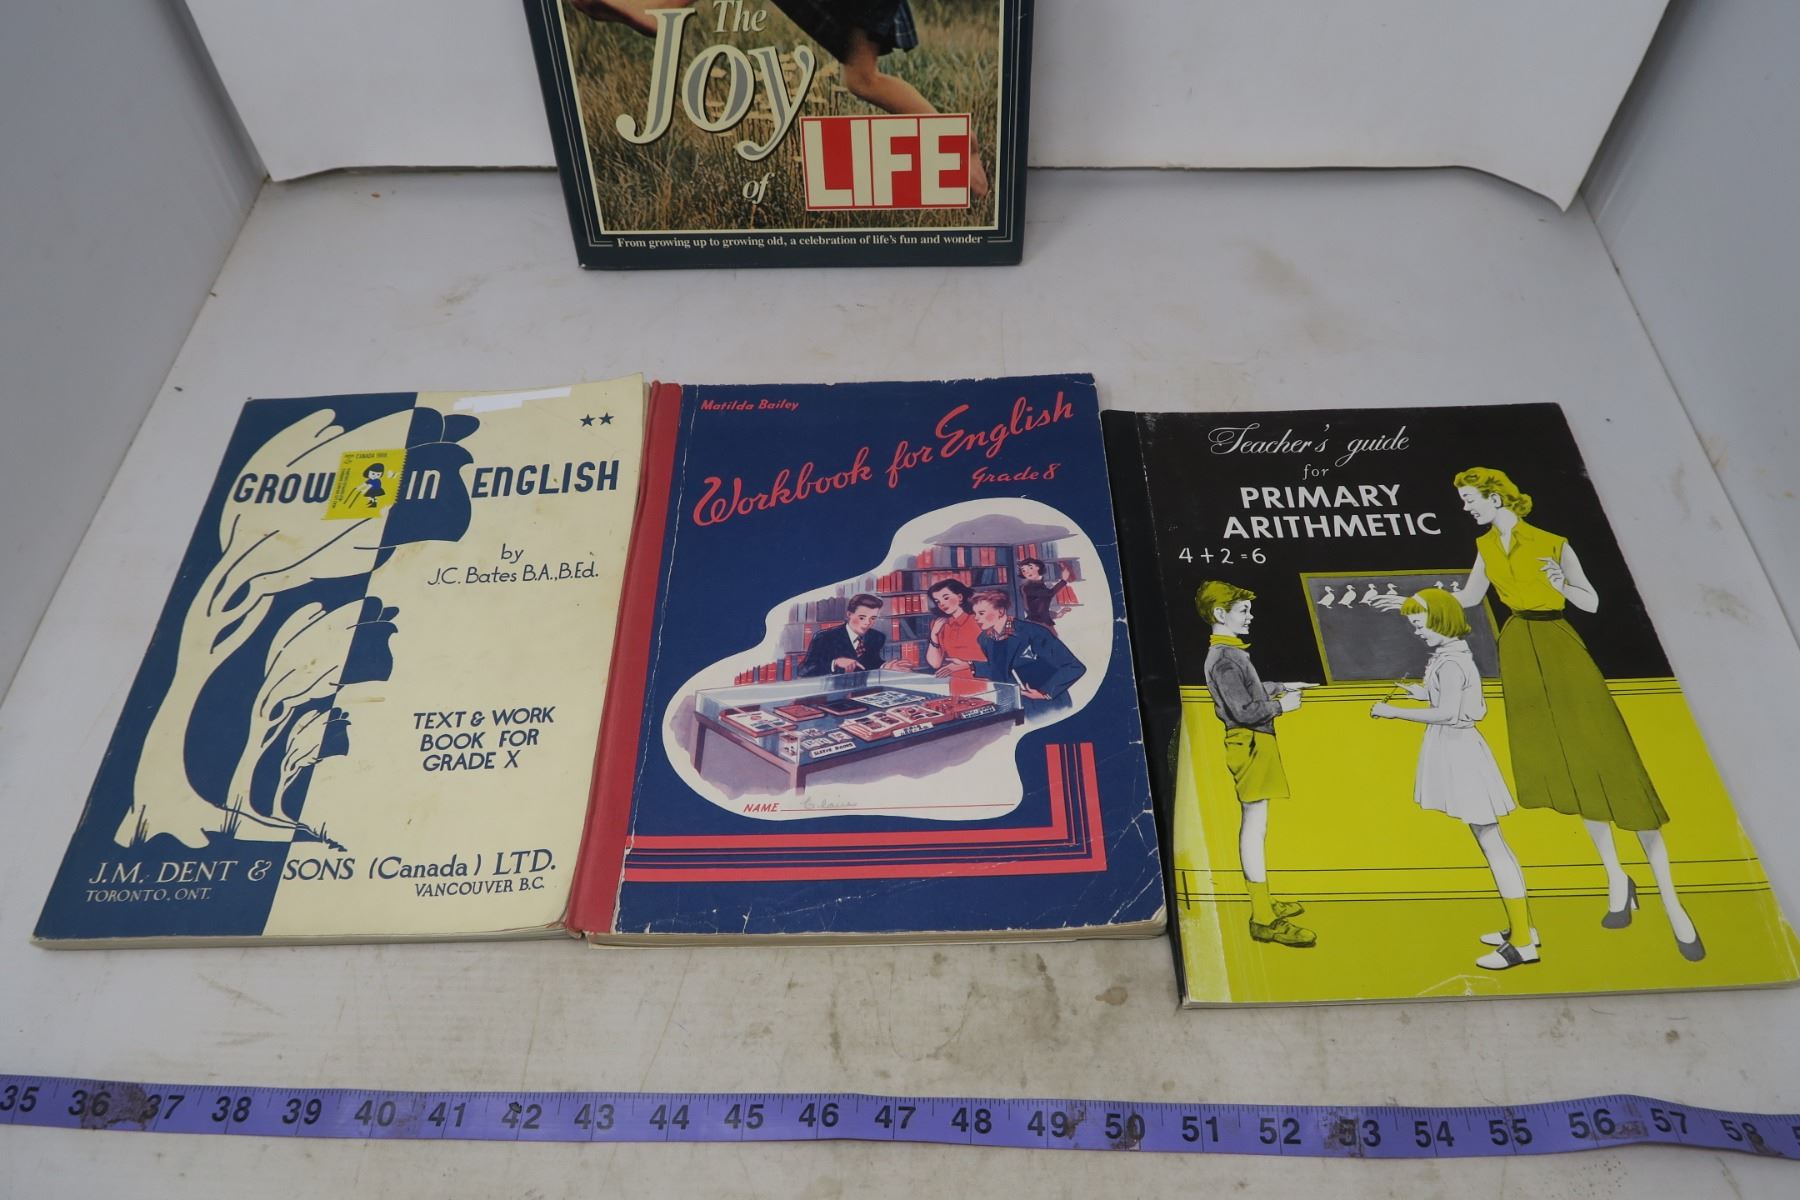 The
Joy
of
LIFE
From growing up to growing old, a celebration of life's fun and wonder
★★
GROW IN ENGLISH
CANADA 1968
by
J.C. Bates B.A., B.Ed.
TEXT & WORK
BOOK FOR
GRADE X
J.M. DENT & SONS (Canada) LTD.
TORONTO, ONT.
VANCOUVER B.C.
Matilda Bailey
Workbook for English
Grade 8
NAME
Teacher's guide
for
PRIMARY
ARITHMETIC
4+2=6
35 36 37 38 39 40 41 42 43 44 45 46 47 48 49 50 51 52 53 54 55 56 57 58